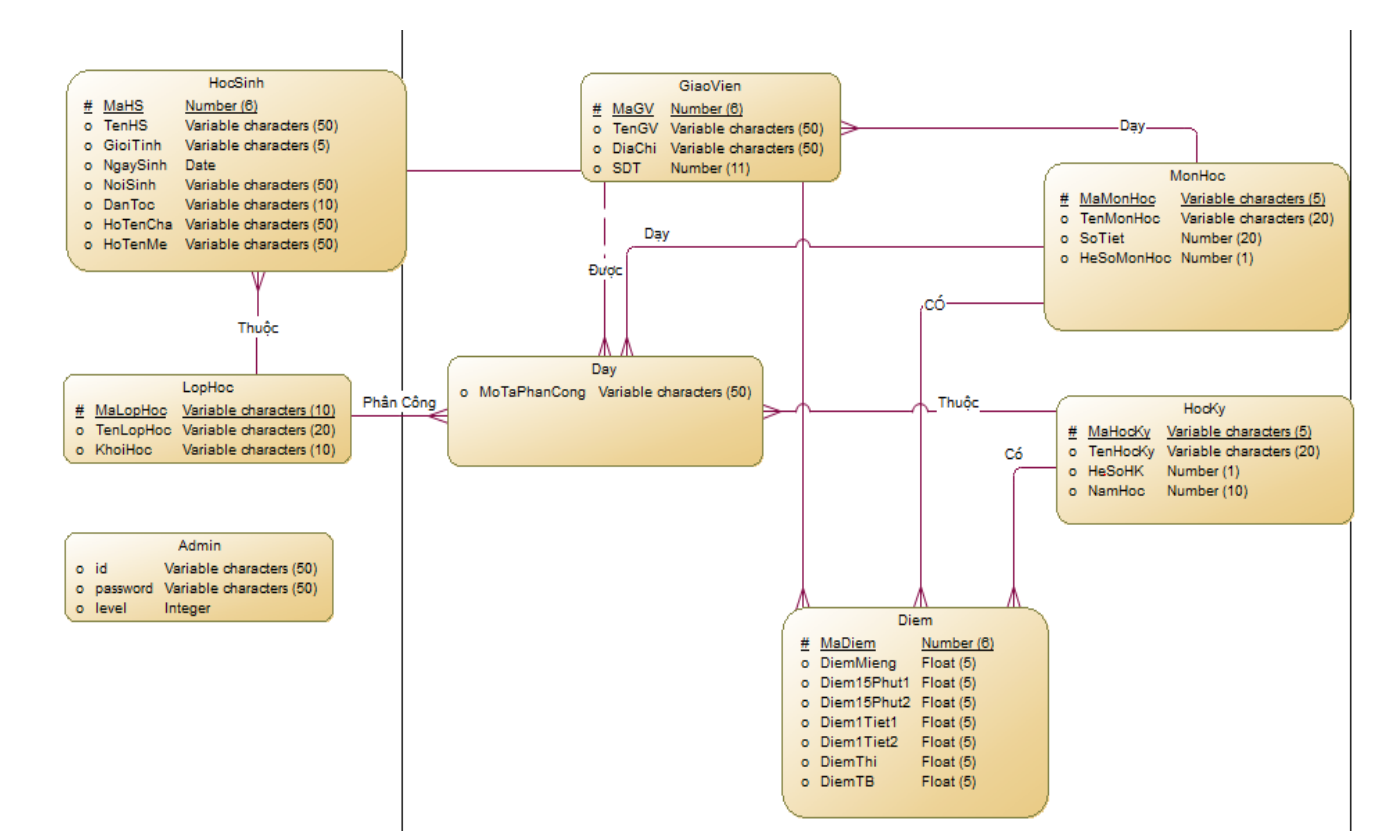 HocSinh
# MaHS Number (6)
o TenHS Variable characters (50)
o GioiTinh Variable characters (5)
o NgaySinh Date
o NoiSinh Variable characters (50)
o DanToc Variable characters (10)
o HoTenCha Variable characters (50)
o HoTenMe Variable characters (50)
GiaoVien
# MaGV Number (6)
o TenGV Variable characters (50)
o DiaChi Variable characters (50)
o SDT Number (11)
Dạy
MonHoc
# MaMonHoc Variable characters (5)
o TenMonHoc Variable characters (20)
o SoTiet Number (20)
o HeSoMonHoc Number (1)
Dạy
Được
CÓ
Thuộc
LopHoc
# MaLopHoc Variable characters (10)
o TenLopHoc Variable characters (20)
o KhoiHoc Variable characters (10)
Phân Công
Day
o MoTaPhanCong Variable characters (50)
Thuộc
HocKy
# MaHocKy Variable characters (5)
o TenHocKy Variable characters (20)
o HeSoHK Number (1)
o NamHoc Number (10)
Có
Admin
o id Variable characters (50)
o password Variable characters (50)
o level Integer
Diem
# MaDiem Number (6)
o DiemMieng Float (5)
o Diem15Phut1 Float (5)
o Diem15Phut2 Float (5)
o Diem1Tiet1 Float (5)
o Diem1Tiet2 Float (5)
o DiemThi Float (5)
o DiemTB Float (5)